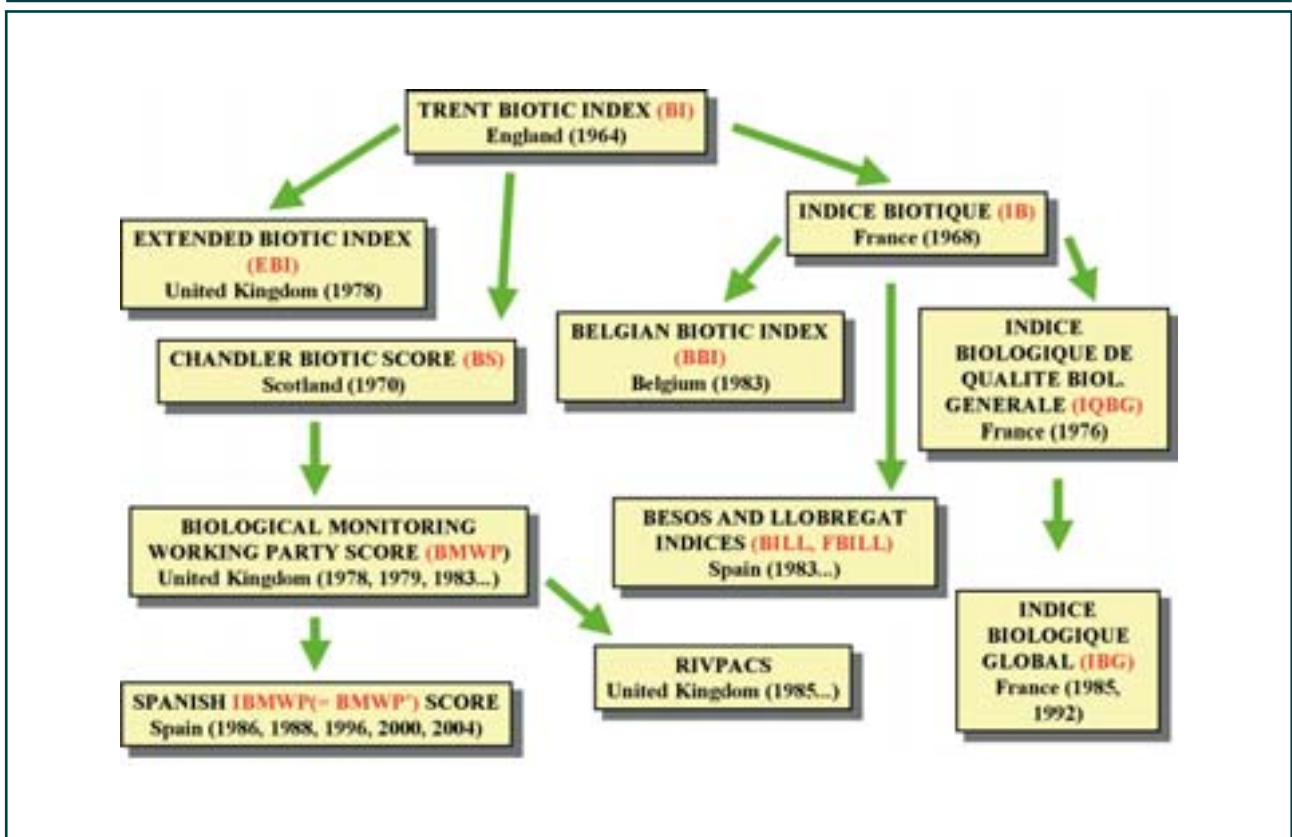 TRENT BIOTIC INDEX (BI)
England (1964)
EXTENDED BIOTIC INDEX
(EBI)
United Kingdom (1978)
INDICE BIOTIQUE (IB)
France (1968)
CHANDLER BIOTIC SCORE (BS)
Scotland (1970)
BELGIAN BIOTIC INDEX
(BBI)
Belgium (1983)
INDICE
BIOLOGIQUE DE
QUALITE BIOL.
GENERALE (IQBG)
France (1976)
BIOLOGICAL MONITORING
WORKING PARTY SCORE (BMWP)
United Kingdom (1978, 1979, 1983...)
BESOS AND LLOBREGAT
INDICES (BILL, FBILL)
Spain (1983...)
INDICE
BIOLOGIQUE
GLOBAL (IBG)
France (1985,
1992)
RIVPACS
United Kingdom (1985...)
SPANISH IBMWP(= BMWP') SCORE
Spain (1986, 1988, 1996, 2000, 2004)